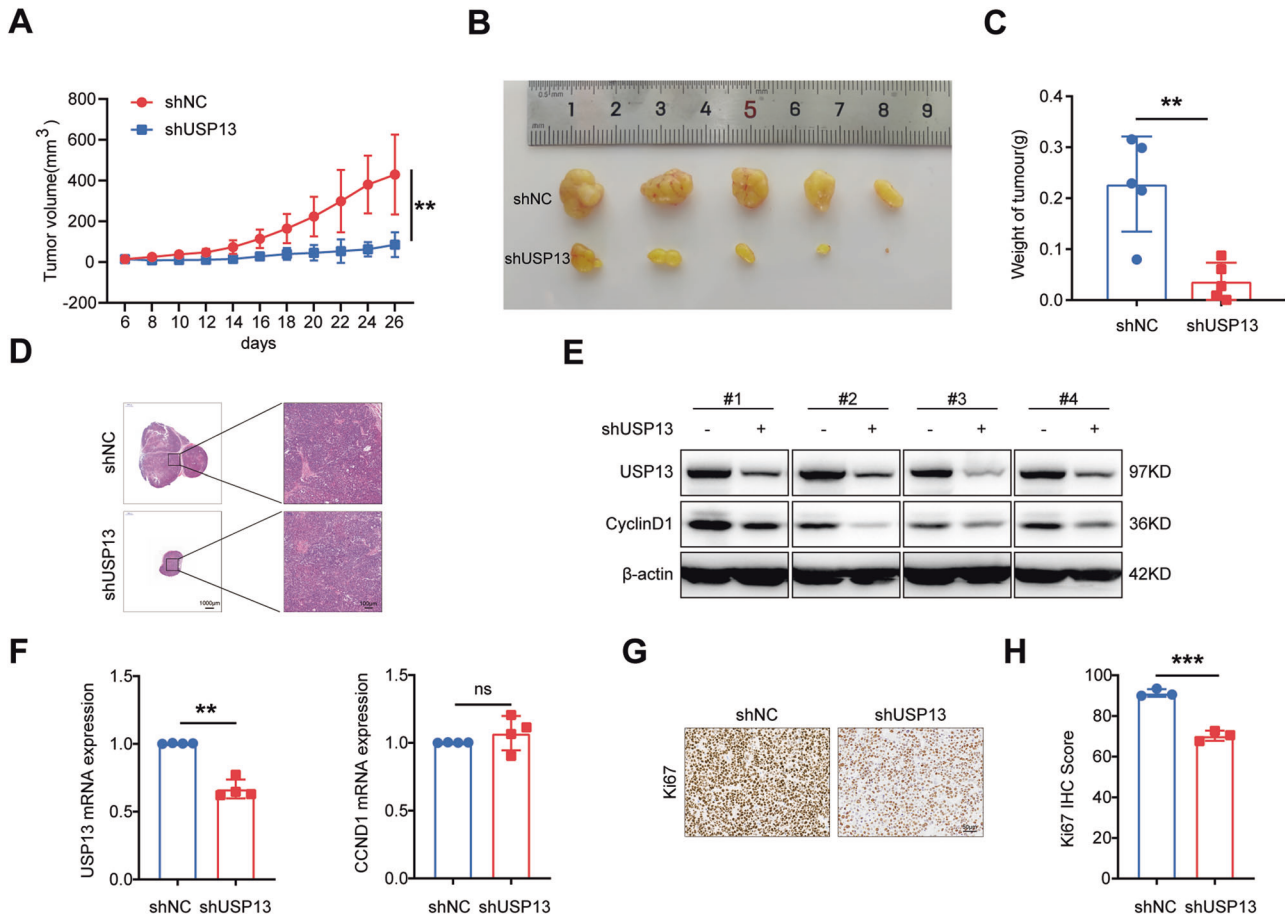 A
Tumor volume(mm3)
800
600
400
200
0
-200
shNC
shUSP13
**
6 8 10 12 14 16 18 20 22 24 26
days
B
0.5 mm
mm
mm
1 2 3 4 5 6 7 8 9
shNC
shUSP13
C
Weight of tumour(g)
0.4
0.3
0.2
0.1
0.0
**
shNC shUSP13
D
shNC
shUSP13
1000μm
100μm
E
#1 #2 #3 #4
shUSP13 - + - + - + - +
USP13 97KD
CyclinD1 36KD
β-actin 42KD
F
USP13 mRNA expression
1.5
1.0
0.5
0.0
**
shNC shUSP13
CCND1 mRNA expression
1.5
1.0
0.5
0.0
ns
shNC shUSP13
G
shNC shUSP13
Ki67
H
Ki67 IHC Score
100
80
60
40
20
0
***
shNC shUSP13